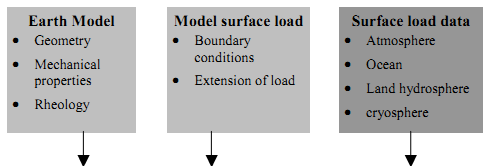 Earth Model
• Geometry
• Mechanical
properties
• Rheology
Model surface load
• Boundary
conditions
• Extension of load
Surface load data
• Atmosphere
• Ocean
• Land hydrosphere
• cryosphere